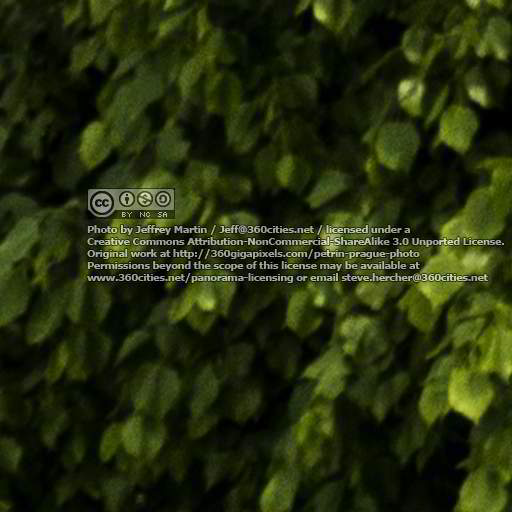 cc
BY NC SA
Photo by Jeffrey Martin / Jeff@360cities.net / licensed under a
Creative Commons Attribution-NonCommercial-ShareAlike 3.0 Unported License.
Original work at http://360gigapixels.com/petrin-prague-photo
Permissions beyond the scope of this license may be available at
www.360cities.net/panorama-licensing or email steve.hercher@360cities.net